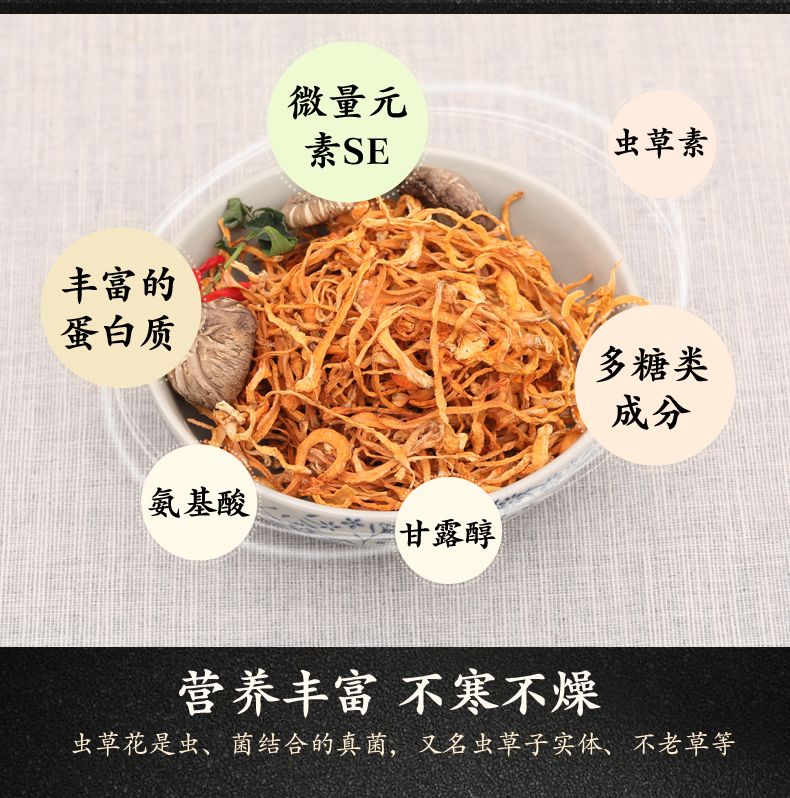 微量元
素SE
虫草素
丰富的
蛋白质
多糖类
成分
氨基酸
甘露醇
营养丰富 不寒不燥
虫草花是虫、菌结合的真菌，又名虫草子实体、不老草等